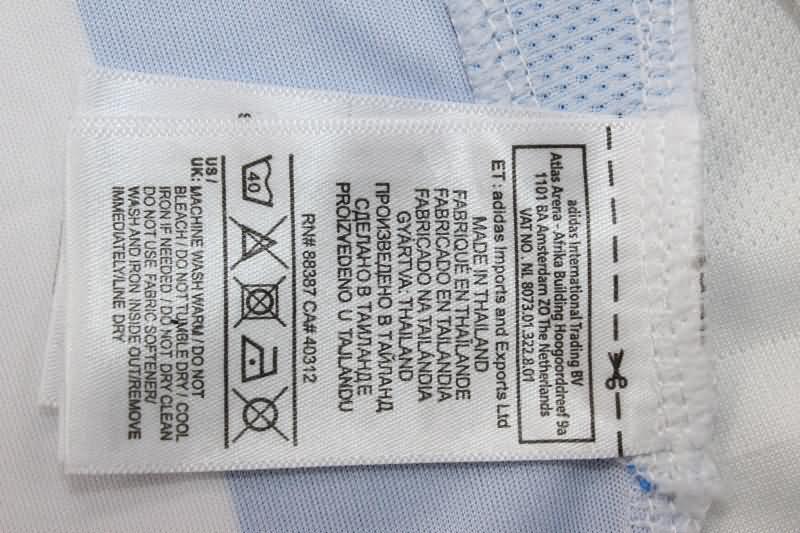 adidas International Trading BV
Atlas Arena - Afrika Building Hoogoorddreef 9a
1101 BA Amsterdam ZO The Netherlands
VAT NO. NL 8073.01.322.8.01
ET: adidas Imports and Exports Ltd
MADE IN THAILAND
FABRIQUÉ EN THAÏLANDE
FABRICADO EN TAILANDIA
FABRICADO NA TAILÂNDIA
GYÁRTVA: THAILAND
ПРОИЗВЕДЕНО В ТАЙЛАНД
СДЕЛАНО В ТАИЛАНДЕ
PROIZVEDENO U TAJLANDU
RN# 88387 CA# 40312
40
US /
UK: MACHINE WASH WARM / DO NOT
BLEACH / DO NOT TUMBLE DRY / COOL
IRON IF NEEDED / DO NOT DRY CLEAN
DO NOT USE FABRIC SOFTENER/
WASH AND IRON INSIDE OUT/REMOVE
IMMEDIATELY/LINE DRY